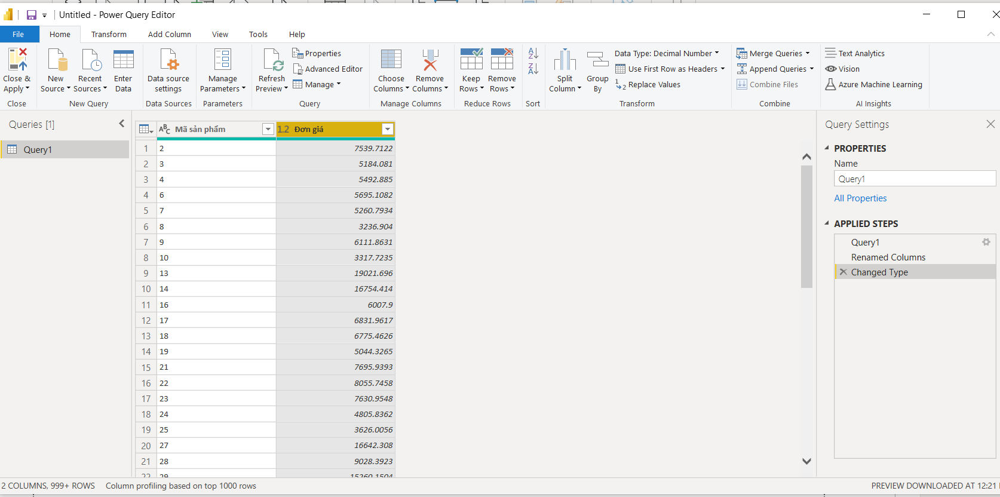 Untitled - Power Query Editor
File Home Transform Add Column View Tools Help
Close & Apply
New Source
Recent Sources
Enter Data
Data source settings
Manage Parameters
Refresh Preview
Properties
Advanced Editor
Manage
Choose Columns
Remove Columns
Keep Rows
Remove Rows
Split Column
Group By
Data Type: Decimal Number
Use First Row as Headers
Replace Values
Merge Queries
Append Queries
Combine Files
Text Analytics
Vision
Azure Machine Learning
Close New Query Data Sources Parameters Query Manage Columns Reduce Rows Sort Transform Combine AI Insights
Queries [1]
Query1
ABC Mã sản phẩm 1.2 Đơn giá
1 2 7539.7122
2 3 5184.081
3 4 5492.885
4 6 5695.1082
5 7 5260.7934
6 8 3236.904
7 9 6111.8631
8 10 3317.7235
9 13 19021.696
10 14 16754.414
11 16 6007.9
12 17 6831.9617
13 18 6775.4626
14 19 5044.3265
15 21 7695.9393
16 22 8055.7458
17 23 7630.9548
18 24 4805.8362
19 25 3626.0056
20 27 16642.308
21 28 9028.3923
22 29 15260.1504
Query Settings
PROPERTIES
Name
Query1
All Properties
APPLIED STEPS
Query1
Renamed Columns
Changed Type
2 COLUMNS, 999+ ROWS Column profiling based on top 1000 rows PREVIEW DOWNLOADED AT 12:21